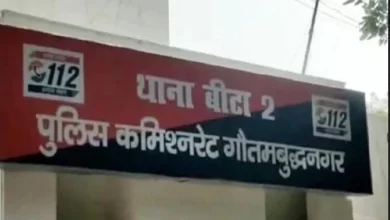 112 थाना बीटा 2 112
पुलिस कमिश्नरेट गौतमबुद्धनगर